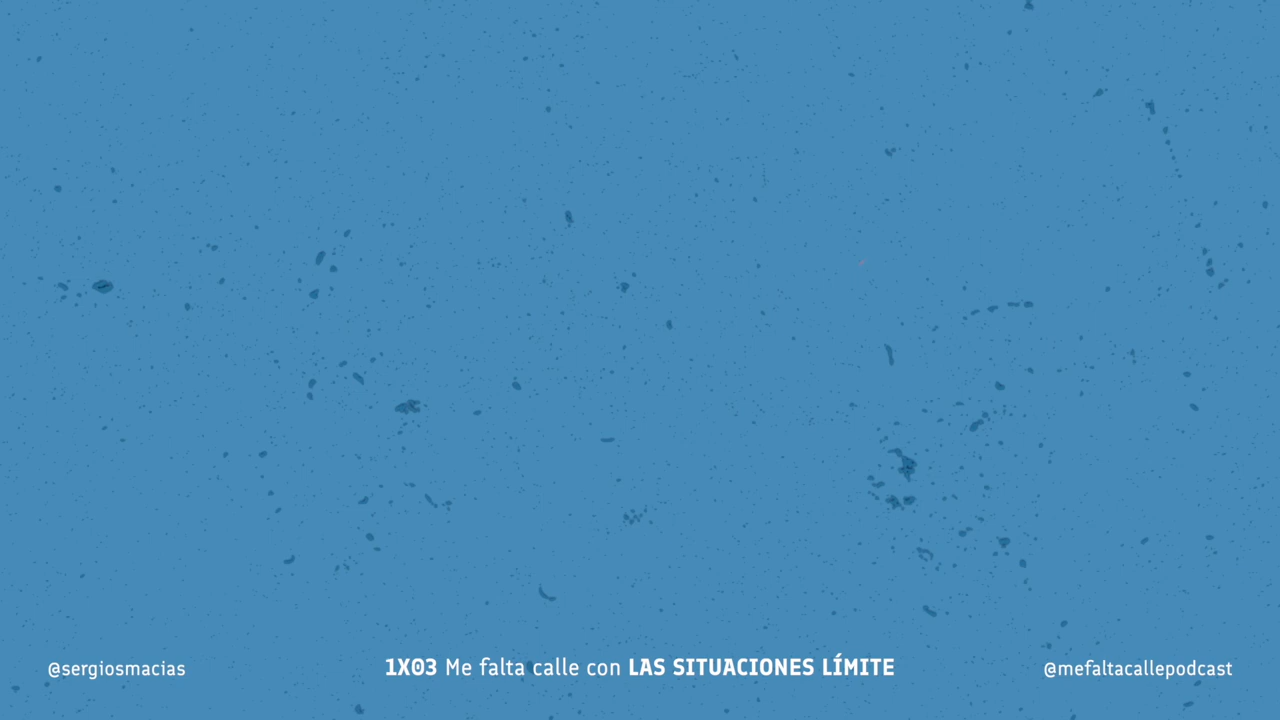 @sergiosmacias
1X03 Me falta calle con LAS SITUACIONES LÍMITE
@mefaltacallepodcast